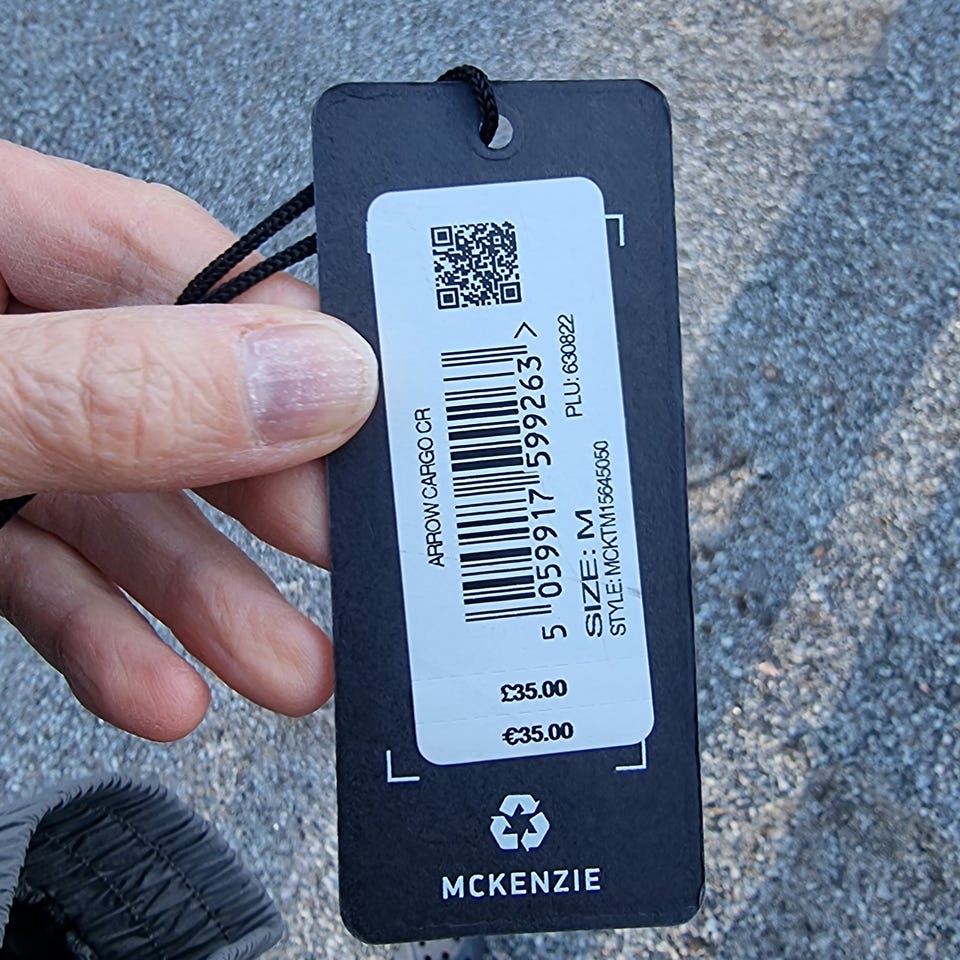 ARROW CARGO CR
5 059917 599263 >
PLU: 630822
SIZE: M
STYLE: MCKTM15645050
£35.00
€35.00
MCKENZIE